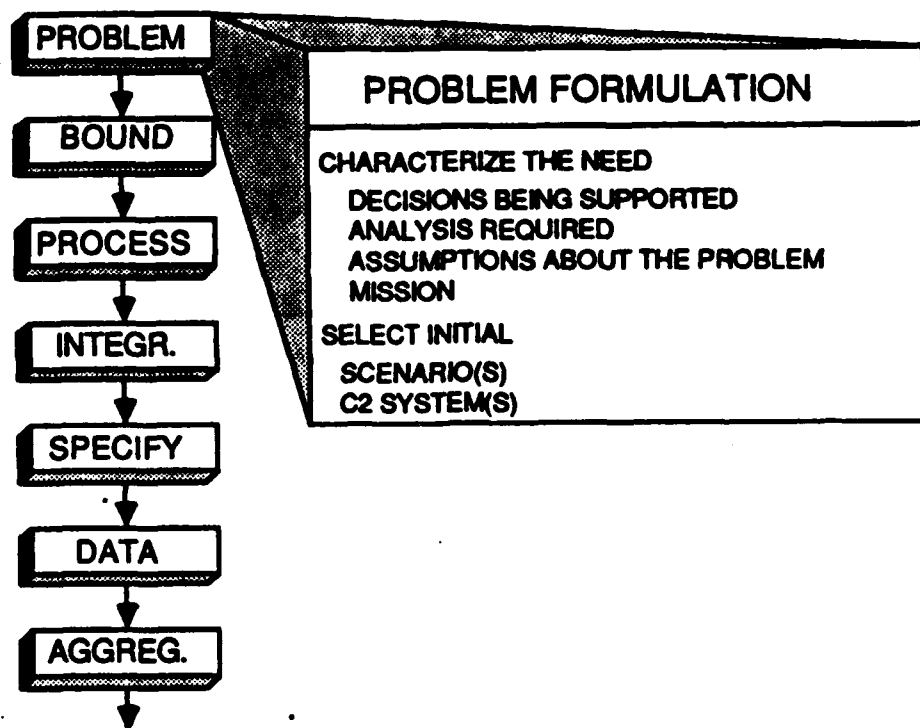 PROBLEM
BOUND
PROCESS
INTEGR.
SPECIFY
DATA
AGGREG.
PROBLEM FORMULATION
CHARACTERIZE THE NEED
DECISIONS BEING SUPPORTED
ANALYSIS REQUIRED
ASSUMPTIONS ABOUT THE PROBLEM
MISSION
SELECT INITIAL
SCENARIO(S)
C2 SYSTEM(S)